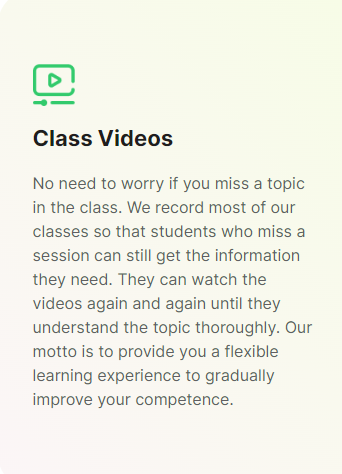 Class Videos
No need to worry if you miss a topic
in the class. We record most of our
classes so that students who miss a
session can still get the information
they need. They can watch the
videos again and again until they
understand the topic thoroughly. Our
motto is to provide you a flexible
learning experience to gradually
improve your competence.